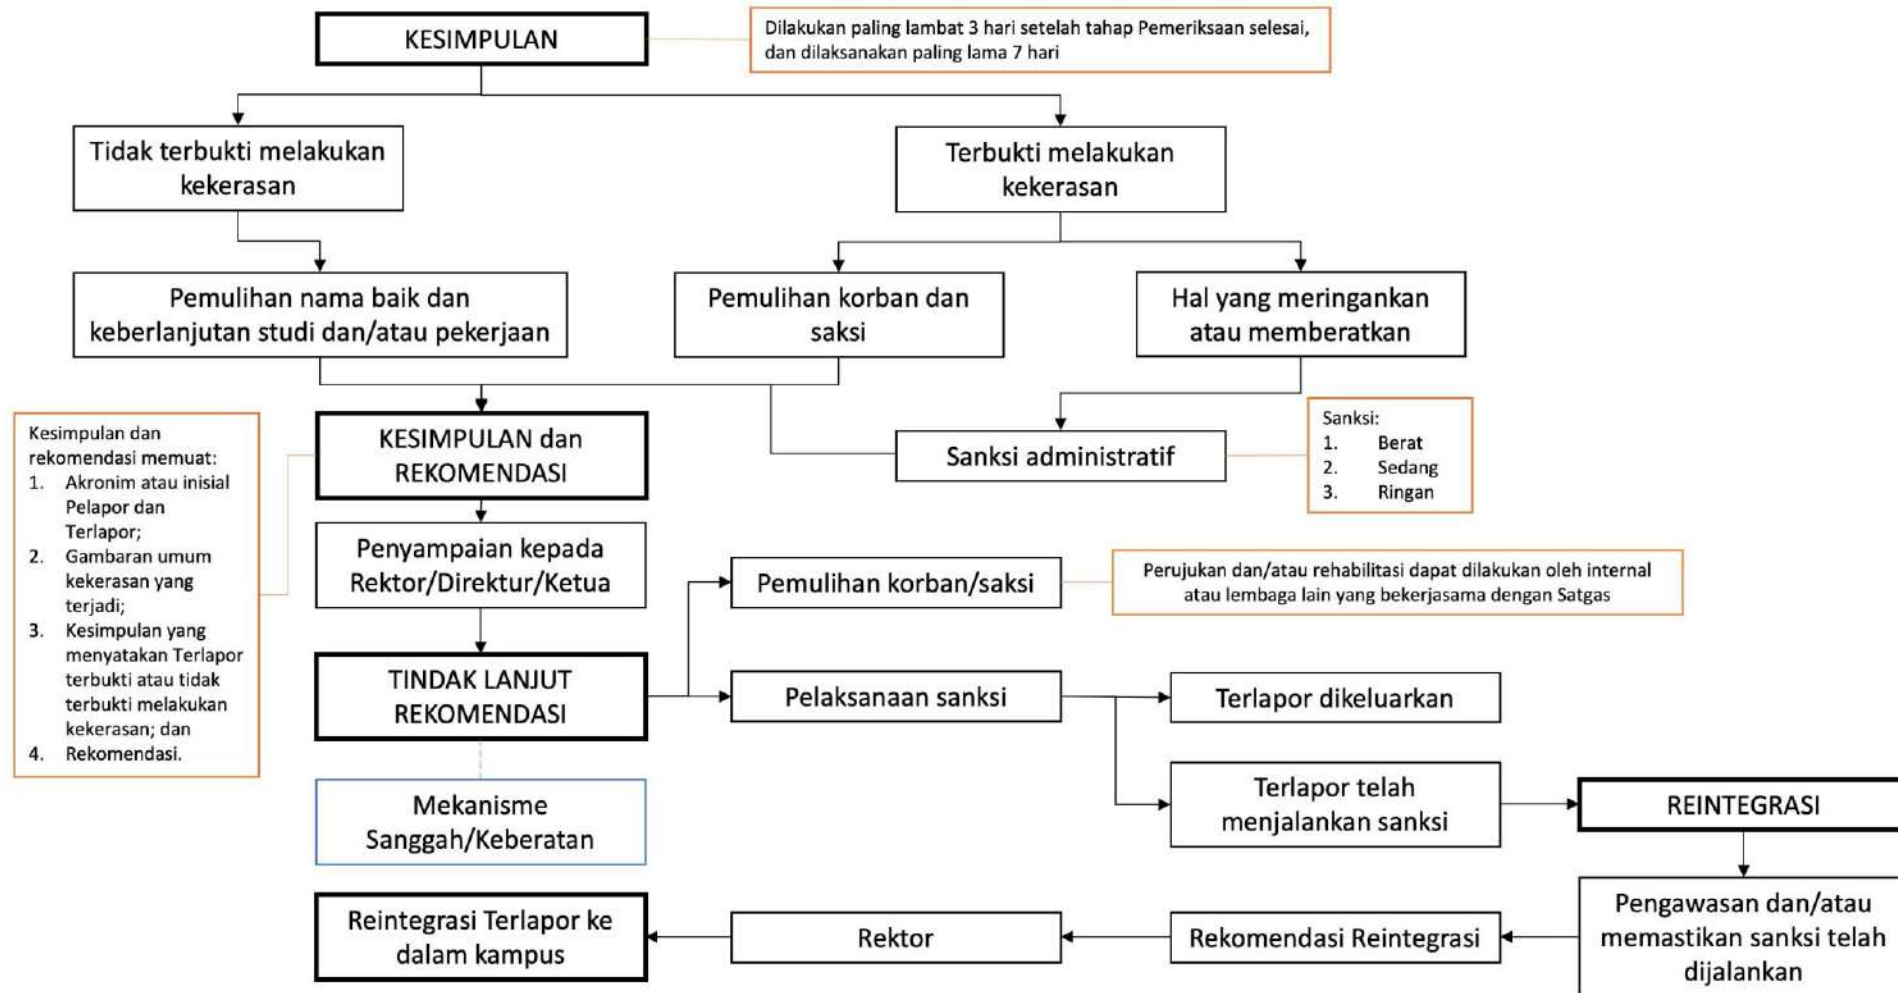 KESIMPULAN
Dilakukan paling lambat 3 hari setelah tahap Pemeriksaan selesai,
dan dilaksanakan paling lama 7 hari
Tidak terbukti melakukan
kekerasan
Terbukti melakukan
kekerasan
Pemulihan nama baik dan
keberlanjutan studi dan/atau pekerjaan
Pemulihan korban dan
saksi
Hal yang meringankan
atau memberatkan
Kesimpulan dan
rekomendasi memuat:
1. Akronim atau inisial
Pelapor dan
Terlapor;
2. Gambaran umum
kekerasan yang
terjadi;
3. Kesimpulan yang
menyatakan Terlapor
terbukti atau tidak
terbukti melakukan
kekerasan; dan
4. Rekomendasi.
KESIMPULAN dan
REKOMENDASI
Sanksi administratif
Sanksi:
1. Berat
2. Sedang
3. Ringan
Penyampaian kepada
Rektor/Direktur/Ketua
Pemulihan korban/saksi
Perujukan dan/atau rehabilitasi dapat dilakukan oleh internal
atau lembaga lain yang bekerjasama dengan Satgas
TINDAK LANJUT
REKOMENDASI
Pelaksanaan sanksi
Terlapor dikeluarkan
Mekanisme
Sanggah/Keberatan
Terlapor telah
menjalankan sanksi
REINTEGRASI
Reintegrasi Terlapor ke
dalam kampus
Rektor
Rekomendasi Reintegrasi
Pengawasan dan/atau
memastikan sanksi telah
dijalankan